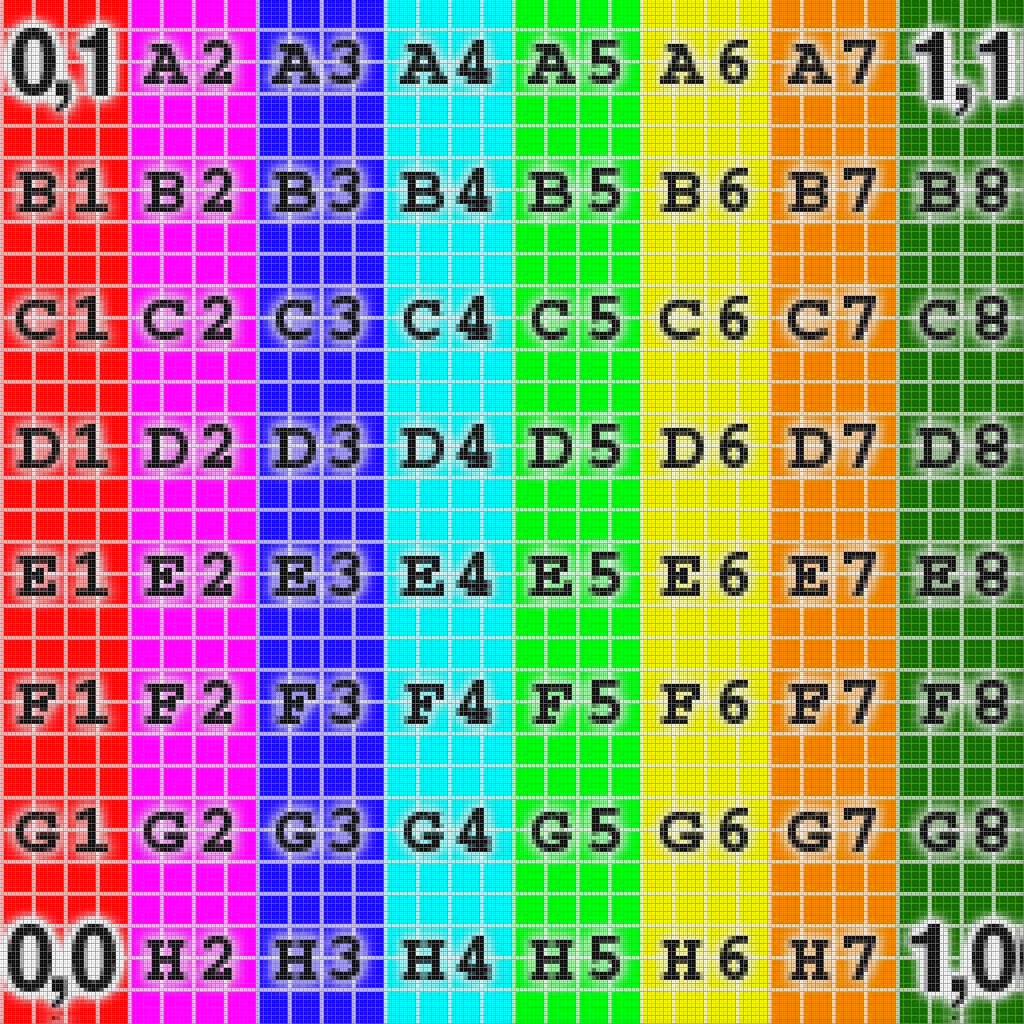 0,1 A2 A3 A4 A5 A6 A7 1,1
B1 B2 B3 B4 B5 B6 B7 B8
C1 C2 C3 C4 C5 C6 C7 C8
D1 D2 D3 D4 D5 D6 D7 D8
E1 E2 E3 E4 E5 E6 E7 E8
F1 F2 F3 F4 F5 F6 F7 F8
G1 G2 G3 G4 G5 G6 G7 G8
0,0 H2 H3 H4 H5 H6 H7 1,0